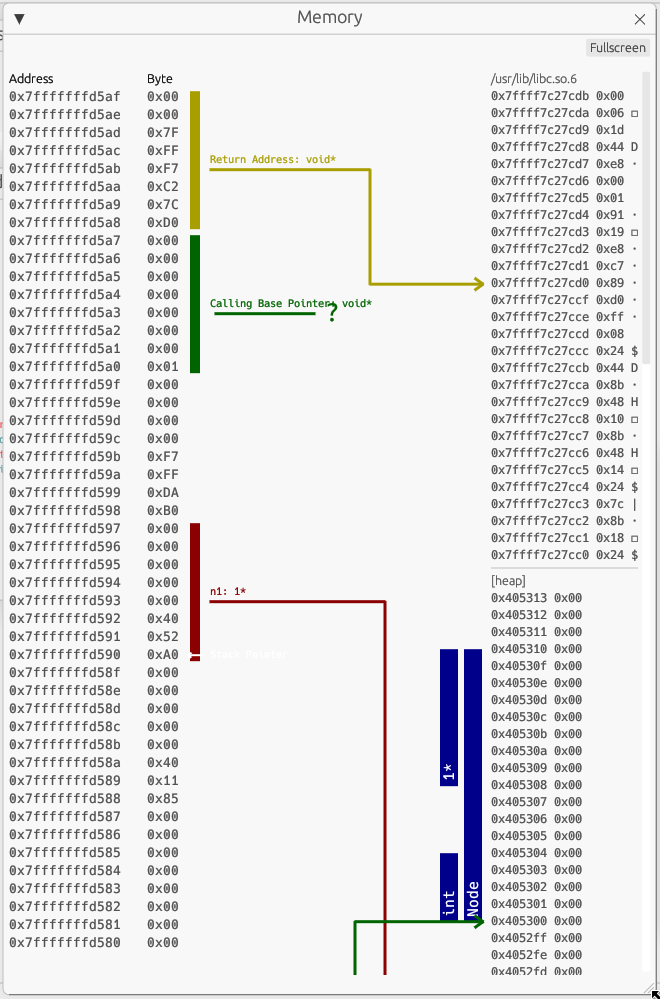 ▼ Memory ×
Fullscreen
Address Byte
0x7fffffffd5af 0x00
0x7fffffffd5ae 0x00
0x7fffffffd5ad 0x7F
0x7fffffffd5ac 0xFF
0x7fffffffd5ab 0xF7
0x7fffffffd5aa 0xC2
0x7fffffffd5a9 0x7C
0x7fffffffd5a8 0xD0
0x7fffffffd5a7 0x00
0x7fffffffd5a6 0x00
0x7fffffffd5a5 0x00
0x7fffffffd5a4 0x00
0x7fffffffd5a3 0x00
0x7fffffffd5a2 0x00
0x7fffffffd5a1 0x00
0x7fffffffd5a0 0x01
0x7fffffffd59f 0x00
0x7fffffffd59e 0x00
0x7fffffffd59d 0x00
0x7fffffffd59c 0x00
0x7fffffffd59b 0xF7
0x7fffffffd59a 0xFF
0x7fffffffd599 0xDA
0x7fffffffd598 0xB0
0x7fffffffd597 0x00
0x7fffffffd596 0x00
0x7fffffffd595 0x00
0x7fffffffd594 0x00
0x7fffffffd593 0x00
0x7fffffffd592 0x40
0x7fffffffd591 0x52
0x7fffffffd590 0xA0
0x7fffffffd58f 0x00
0x7fffffffd58e 0x00
0x7fffffffd58d 0x00
0x7fffffffd58c 0x00
0x7fffffffd58b 0x00
0x7fffffffd58a 0x40
0x7fffffffd589 0x11
0x7fffffffd588 0x85
0x7fffffffd587 0x00
0x7fffffffd586 0x00
0x7fffffffd585 0x00
0x7fffffffd584 0x00
0x7fffffffd583 0x00
0x7fffffffd582 0x00
0x7fffffffd581 0x00
0x7fffffffd580 0x00
Return Address: void*
Calling Base Pointer: void*
?
n1: 1*
Stack Pointer
1*
int
Node
/usr/lib/libc.so.6
0x7ffff7c27cdb 0x00
0x7ffff7c27cda 0x06 □
0x7ffff7c27cd9 0x1d
0x7ffff7c27cd8 0x44 D
0x7ffff7c27cd7 0xe8 ·
0x7ffff7c27cd6 0x00
0x7ffff7c27cd5 0x01
0x7ffff7c27cd4 0x91 ·
0x7ffff7c27cd3 0x19 □
0x7ffff7c27cd2 0xe8 ·
0x7ffff7c27cd1 0xc7 ·
0x7ffff7c27cd0 0x89 ·
0x7ffff7c27ccf 0xd0 ·
0x7ffff7c27cce 0xff ·
0x7ffff7c27ccd 0x08
0x7ffff7c27ccc 0x24 $
0x7ffff7c27ccb 0x44 D
0x7ffff7c27cca 0x8b ·
0x7ffff7c27cc9 0x48 H
0x7ffff7c27cc8 0x10 □
0x7ffff7c27cc7 0x8b ·
0x7ffff7c27cc6 0x48 H
0x7ffff7c27cc5 0x14 □
0x7ffff7c27cc4 0x24 $
0x7ffff7c27cc3 0x7c |
0x7ffff7c27cc2 0x8b ·
0x7ffff7c27cc1 0x18 □
0x7ffff7c27cc0 0x24 $
[heap]
0x405313 0x00
0x405312 0x00
0x405311 0x00
0x405310 0x00
0x40530f 0x00
0x40530e 0x00
0x40530d 0x00
0x40530c 0x00
0x40530b 0x00
0x40530a 0x00
0x405309 0x00
0x405308 0x00
0x405307 0x00
0x405306 0x00
0x405305 0x00
0x405304 0x00
0x405303 0x00
0x405302 0x00
0x405301 0x00
0x405300 0x00
0x4052ff 0x00
0x4052fe 0x00
0x4052fd 0x00